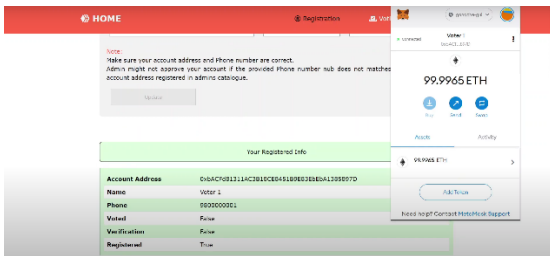 HOME
Registration
Note:
Make sure your account address and Phone number are correct.
Admin might not approve your account if the provided Phone number nub does not matches
account address registered in admins catalogue.
Update
Your Registered Info
Account Address
Name Voter 1
Phone
Voted False
Verification False
Registered True
Voter 1
99.9965 ETH
Buy Send Swap
Assets Activity
99.9965 ETH
Add Token
Need help? Contact MetaMask Support